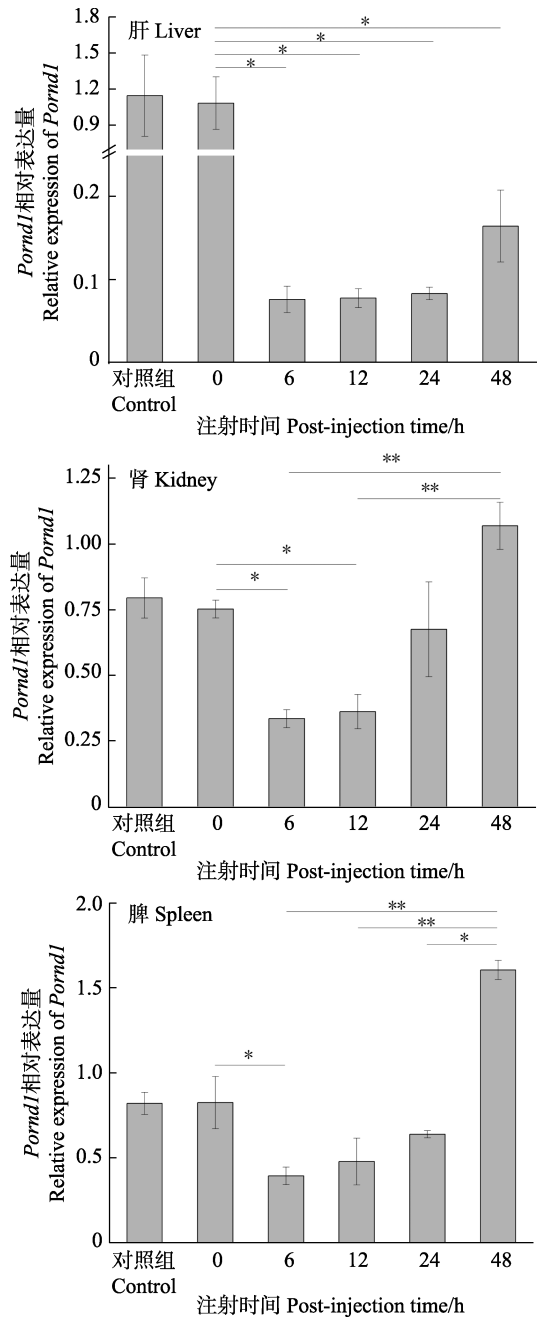 肝 Liver
1.8
1.5
1.2
0.9
0.2
0.1
0
Pornd1相对表达量
Relative expression of Pornd1
*
*
*
*
对照组
Control
0
6
12
24
48
注射时间 Post-injection time/h
肾 Kidney
1.25
1.00
0.75
0.50
0.25
0
Pornd1相对表达量
Relative expression of Pornd1
**
**
*
*
对照组
Control
0
6
12
24
48
注射时间 Post-injection time/h
脾 Spleen
2.0
1.5
1.0
0.5
0
Pornd1相对表达量
Relative expression of Pornd1
**
**
*
*
对照组
Control
0
6
12
24
48
注射时间 Post-injection time/h